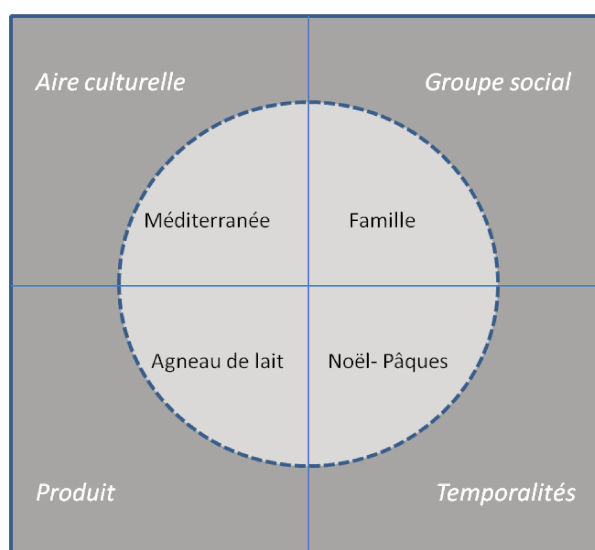 Aire culturelle
Groupe social
Méditerranée
Famille
Agneau de lait
Noël- Pâques
Produit
Temporalités